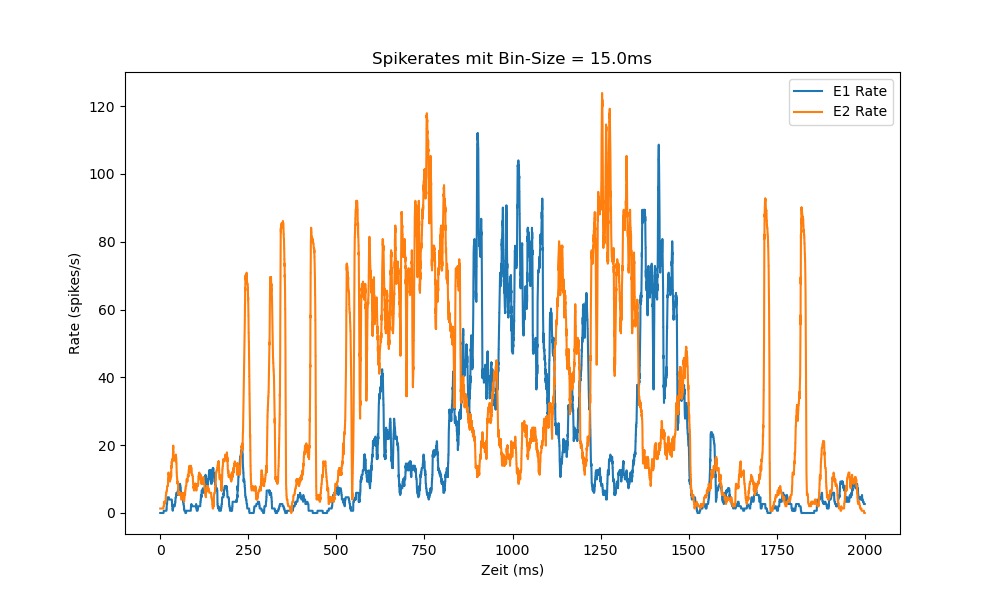 Spikerates mit Bin-Size = 15.0ms
E1 Rate
E2 Rate
120
100
80
60
40
20
0
Rate (spikes/s)
0 250 500 750 1000 1250 1500 1750 2000
Zeit (ms)